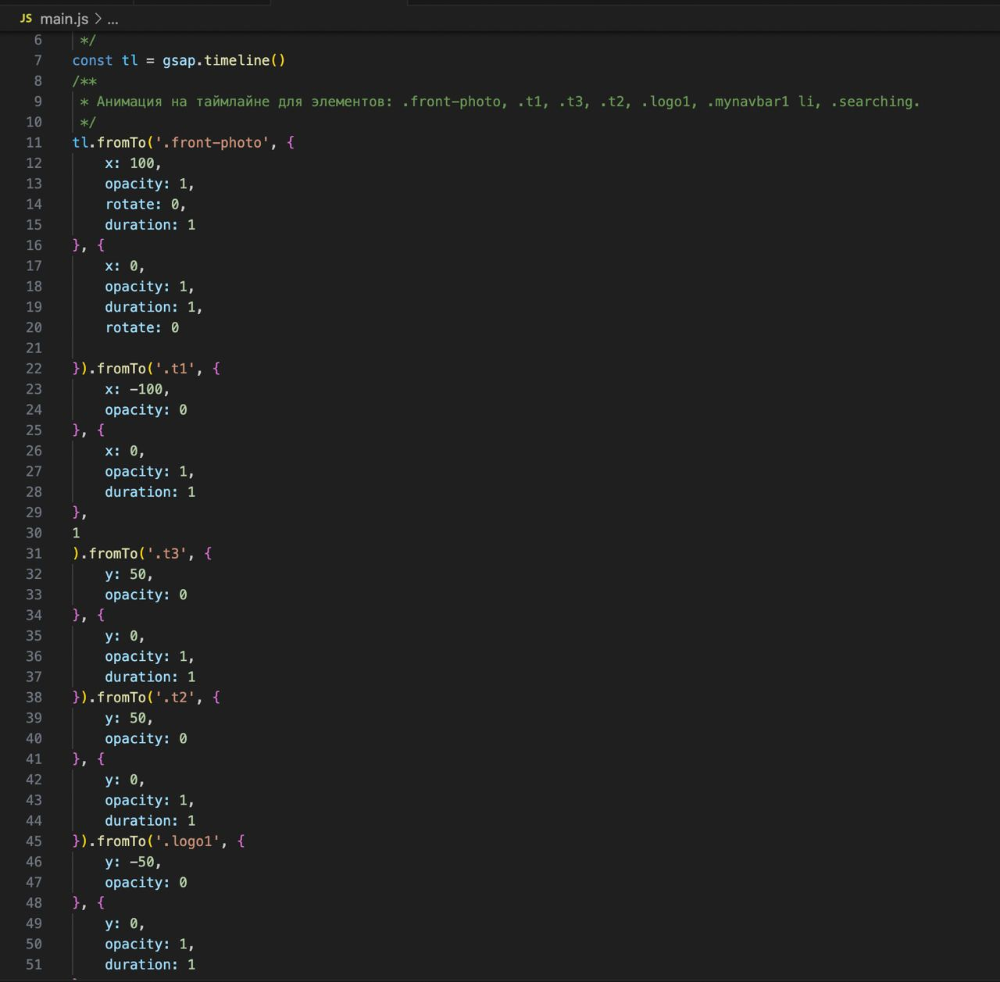 JS main.js > ...
6 */
7 const tl = gsap.timeline()
8 /**
9 * Анимация на таймлайне для элементов: .front-photo, .t1, .t3, .t2, .logo1, .mynavbar1 li, .searching.
10 */
11 tl.fromTo('.front-photo', {
12 x: 100,
13 opacity: 1,
14 rotate: 0,
15 duration: 1
16 }, {
17 x: 0,
18 opacity: 1,
19 duration: 1,
20 rotate: 0
21
22 }).fromTo('.t1', {
23 x: -100,
24 opacity: 0
25 }, {
26 x: 0,
27 opacity: 1,
28 duration: 1
29 },
30 1
31 ).fromTo('.t3', {
32 y: 50,
33 opacity: 0
34 }, {
35 y: 0,
36 opacity: 1,
37 duration: 1
38 }).fromTo('.t2', {
39 y: 50,
40 opacity: 0
41 }, {
42 y: 0,
43 opacity: 1,
44 duration: 1
45 }).fromTo('.logo1', {
46 y: -50,
47 opacity: 0
48 }, {
49 y: 0,
50 opacity: 1,
51 duration: 1